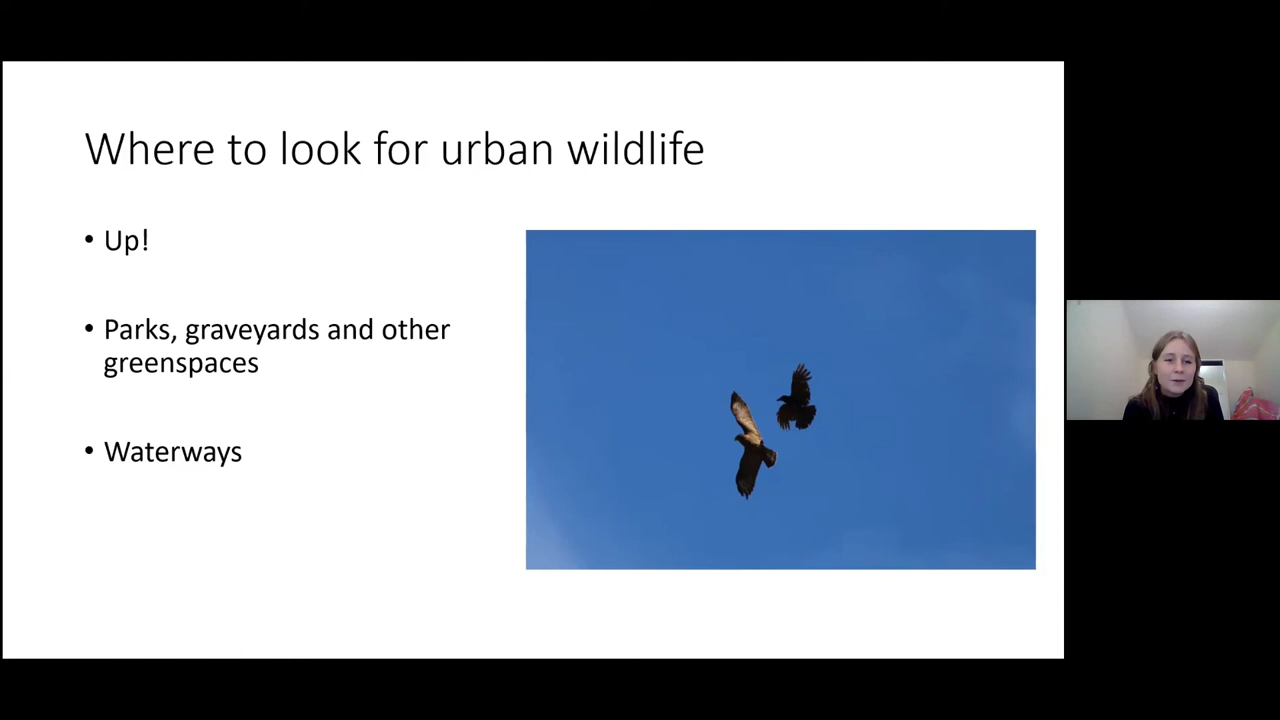 Where to look for urban wildlife
• Up!
• Parks, graveyards and other
greenspaces
• Waterways